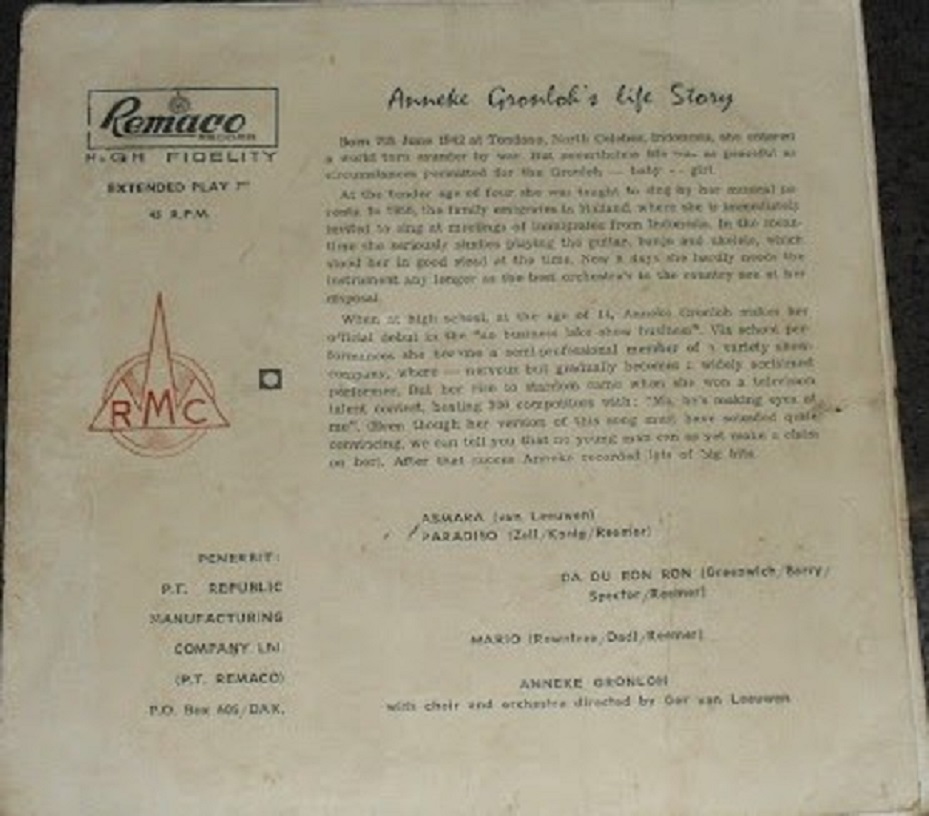 Remaco
RECORD
HIGH FIDELITY
EXTENDED PLAY 7"
45 R.P.M.
RMC
PENERBIT:
P.T. REPUBLIC
MANUFACTURING
COMPANY Ltd.
(P.T. REMACO)
P.O. Box 605/DAK.
Anneke Gronloh's life Story
Born 7th June 1942 at Tondano, North Celebes, Indonesia, she entered
a world torn asunder by war. But nevertheless life was as peaceful as
circumstances permitted for the Gronloh — baby — girl.
At the tender age of four she was taught to sing by her musical pa-
rents. In the family emigrates to Holland, where she is immediately
invited to sing at meetings of immigrates from Indonesia. In the mean-
time she seriously studies playing the guitar, banjo and ukelele, which
stood her in good stead at the time. Now a days she hardly needs the
instrument any longer as the best orchestra's in the country are at her
disposal.
When at high school, at the age of 14, Anneke Gronloh makes her
official debut in the "no business like show business". Via school per-
formances she became a semi-professional member of a variety show-
company, where — nervous but gradually becomes a widely acclaimed
performer. But her rise to stardom came when she won a television
talent contest, beating 300 competitors with: "Ma, he's making eyes at
me". (Even though her version of this song must have sounded quite
convincing, we can tell you that no young man can as yet make a claim
on her). After that success Anneke recorded lots of big hits.
ASMARA (van Leeuwen)
PARADISO (Zell/Konig/Reemer)
DA DU RON RON (Greenwich/Barry/
Spector/Reemer)
MARIO (Rowntree/Dadl/Reemer)
ANNEKE GRONLOH
with choir and orchestra directed by Ger van Leeuwen